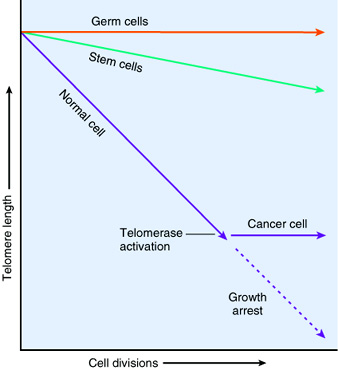 Germ cells
Stem cells
Normal cell
Telomere length
Telomerase
activation
Cancer cell
Growth
arrest
Cell divisions